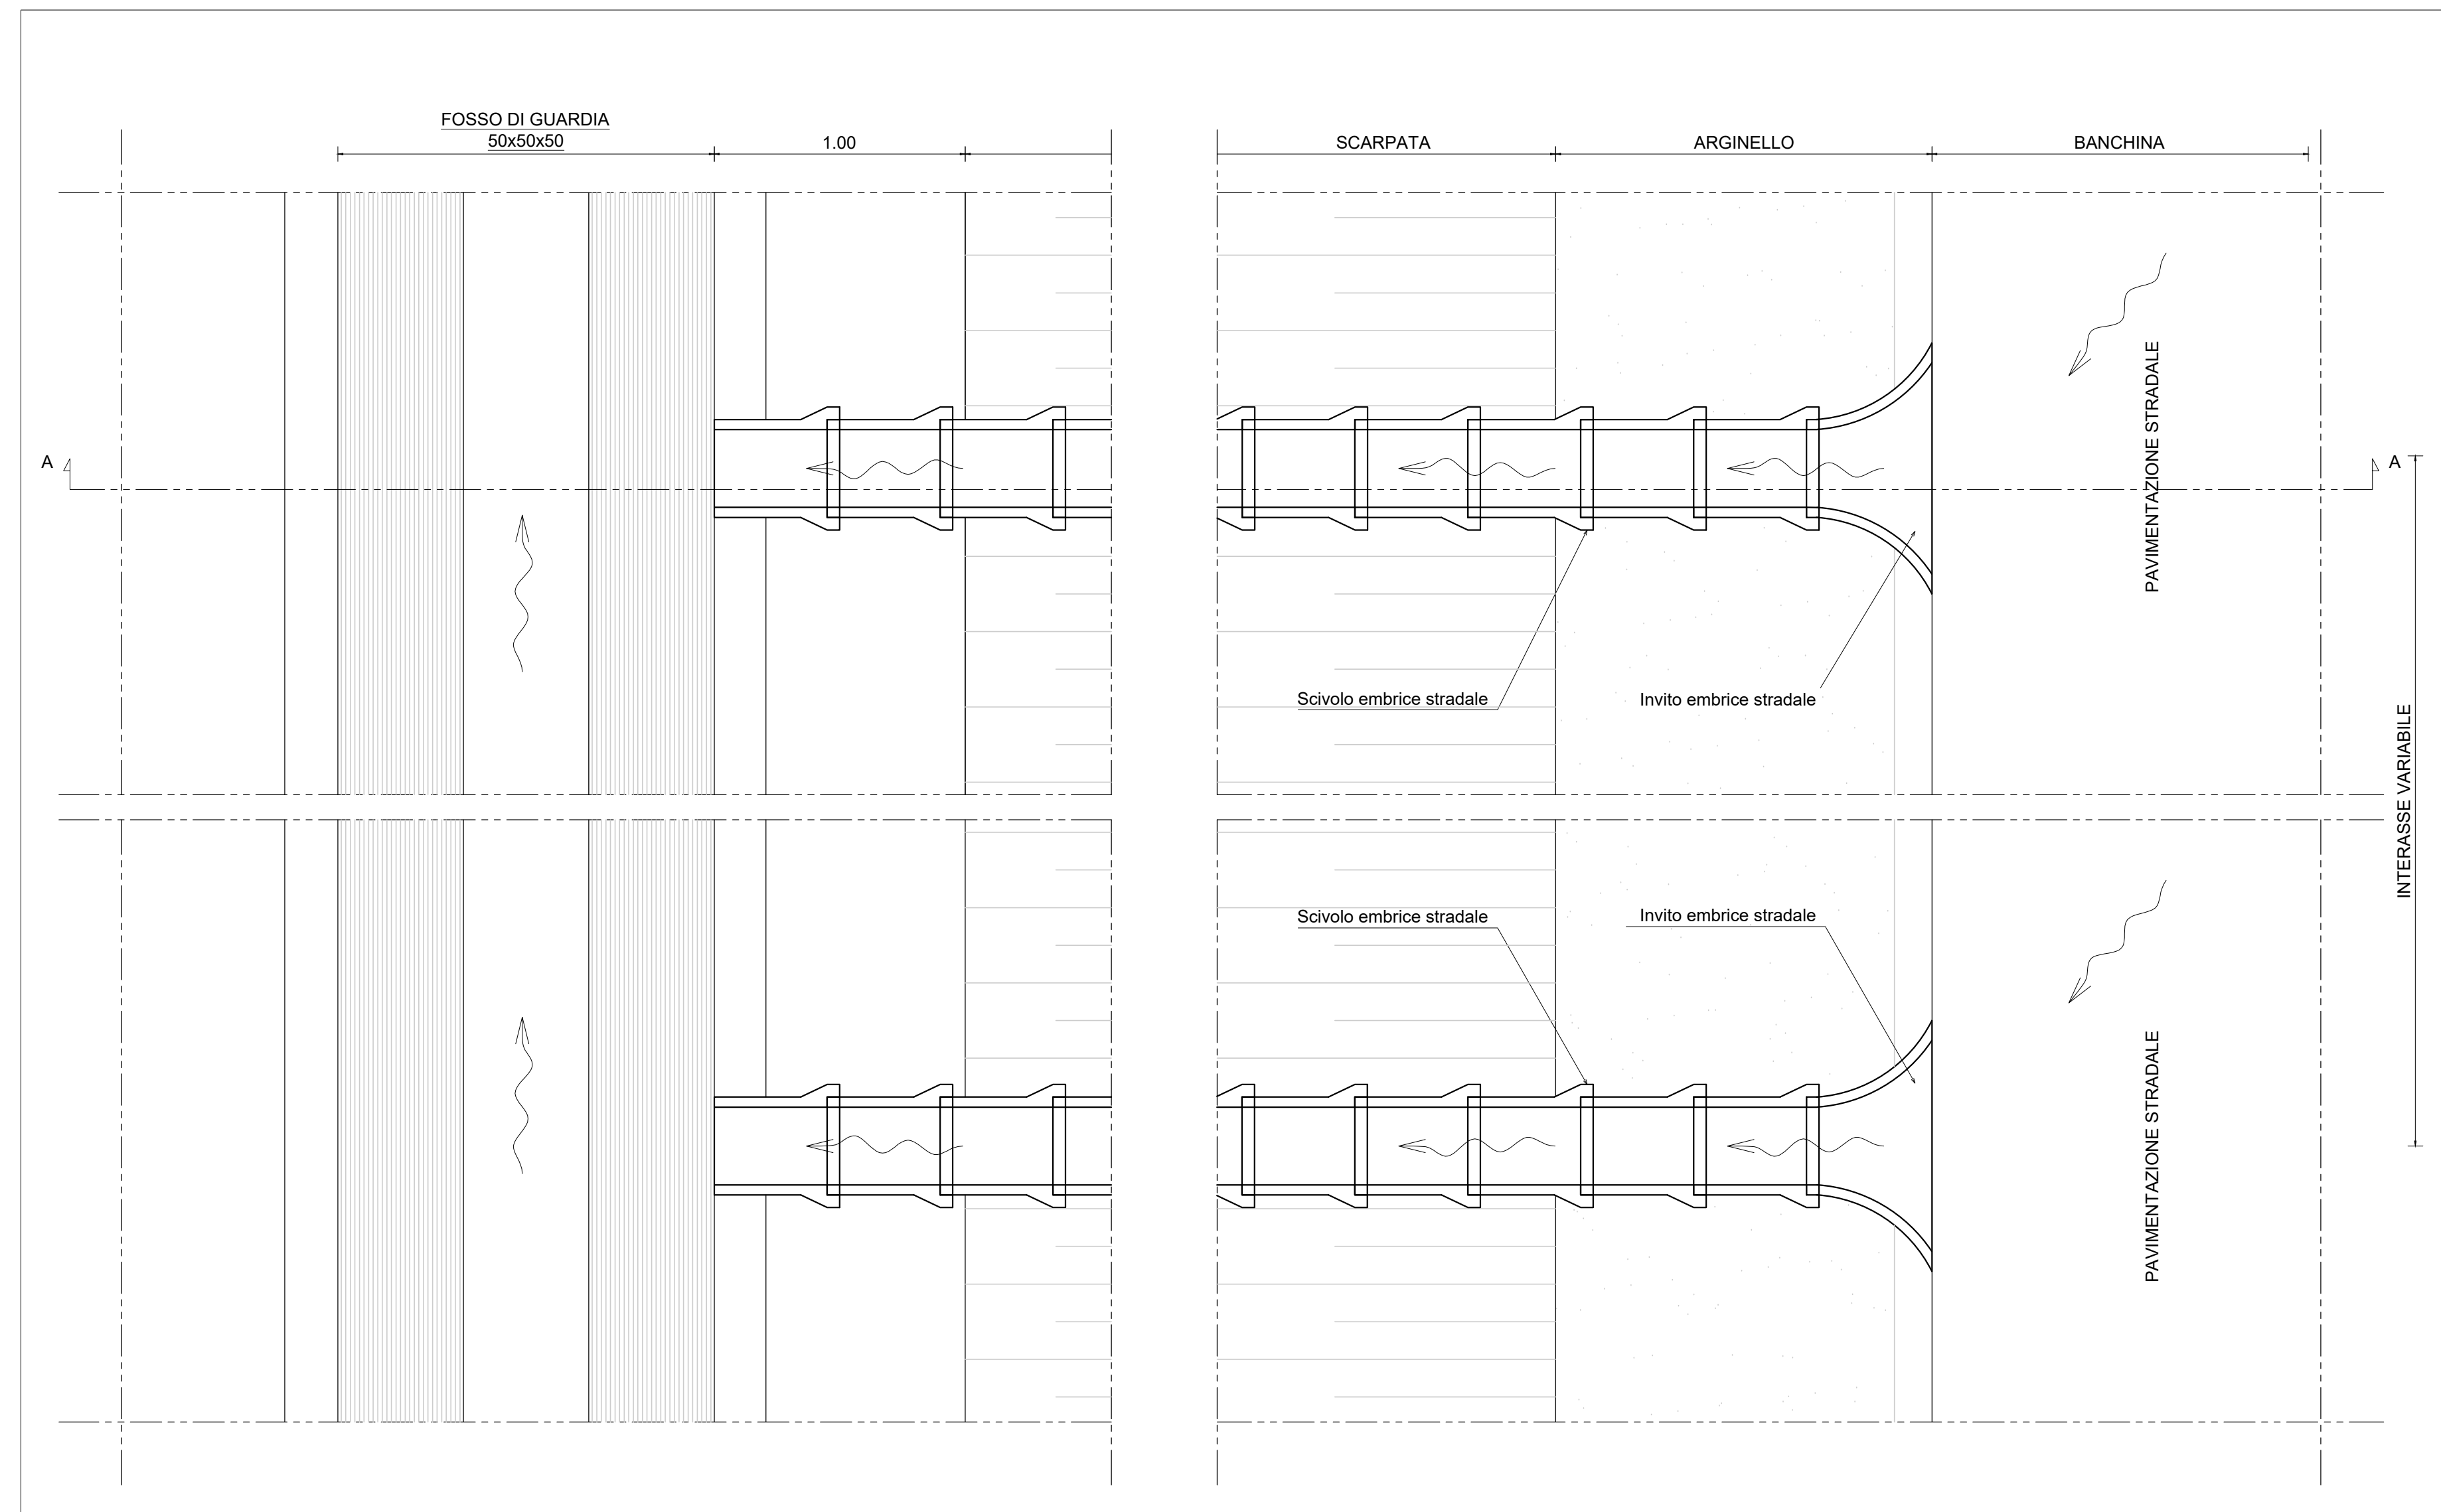 FOSSO DI GUARDIA
50x50x50
1.00
SCARPATA
ARGINELLO
BANCHINA
A
A
PAVIMENTAZIONE STRADALE
Scivolo embrice stradale
Invito embrice stradale
INTERASSE VARIABILE
Scivolo embrice stradale
Invito embrice stradale
PAVIMENTAZIONE STRADALE